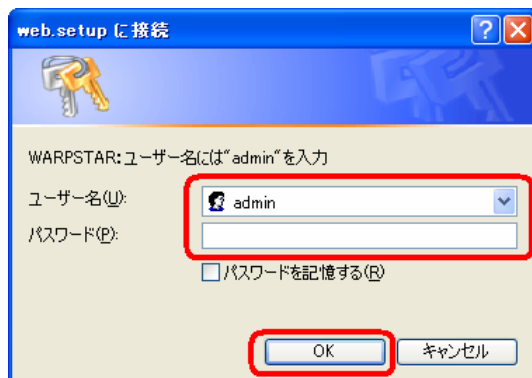 web.setup に接続
WARPSTAR:ユーザー名には"admin"を入力
ユーザー名(U):
admin
パスワード(P):
パスワードを記憶する(R)
OK
キャンセル